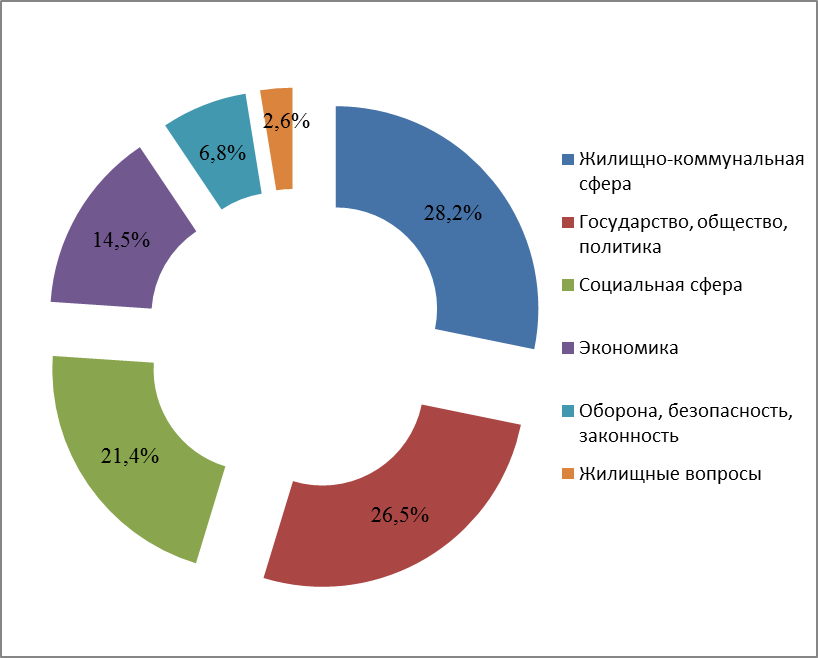 2,6%
6,8%
28,2%
14,5%
21,4%
26,5%
Жилищно-коммунальная
сфера
Государство, общество,
политика
Социальная сфера
Экономика
Оборона, безопасность,
законность
Жилищные вопросы